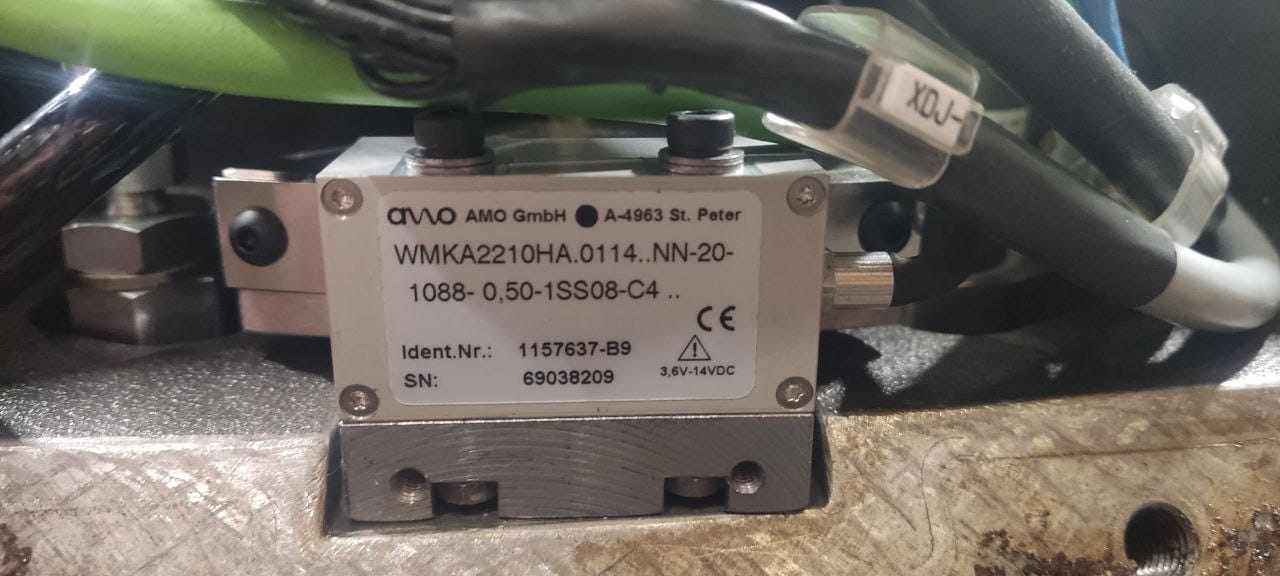 XDJ-
amo AMO GmbH ● A-4963 St. Peter
WMKA2210HA.0114..NN-20-
1088- 0,50-1SS08-C4 ..
CE
Ident.Nr.: 1157637-B9
SN: 69038209
3,6V-14VDC